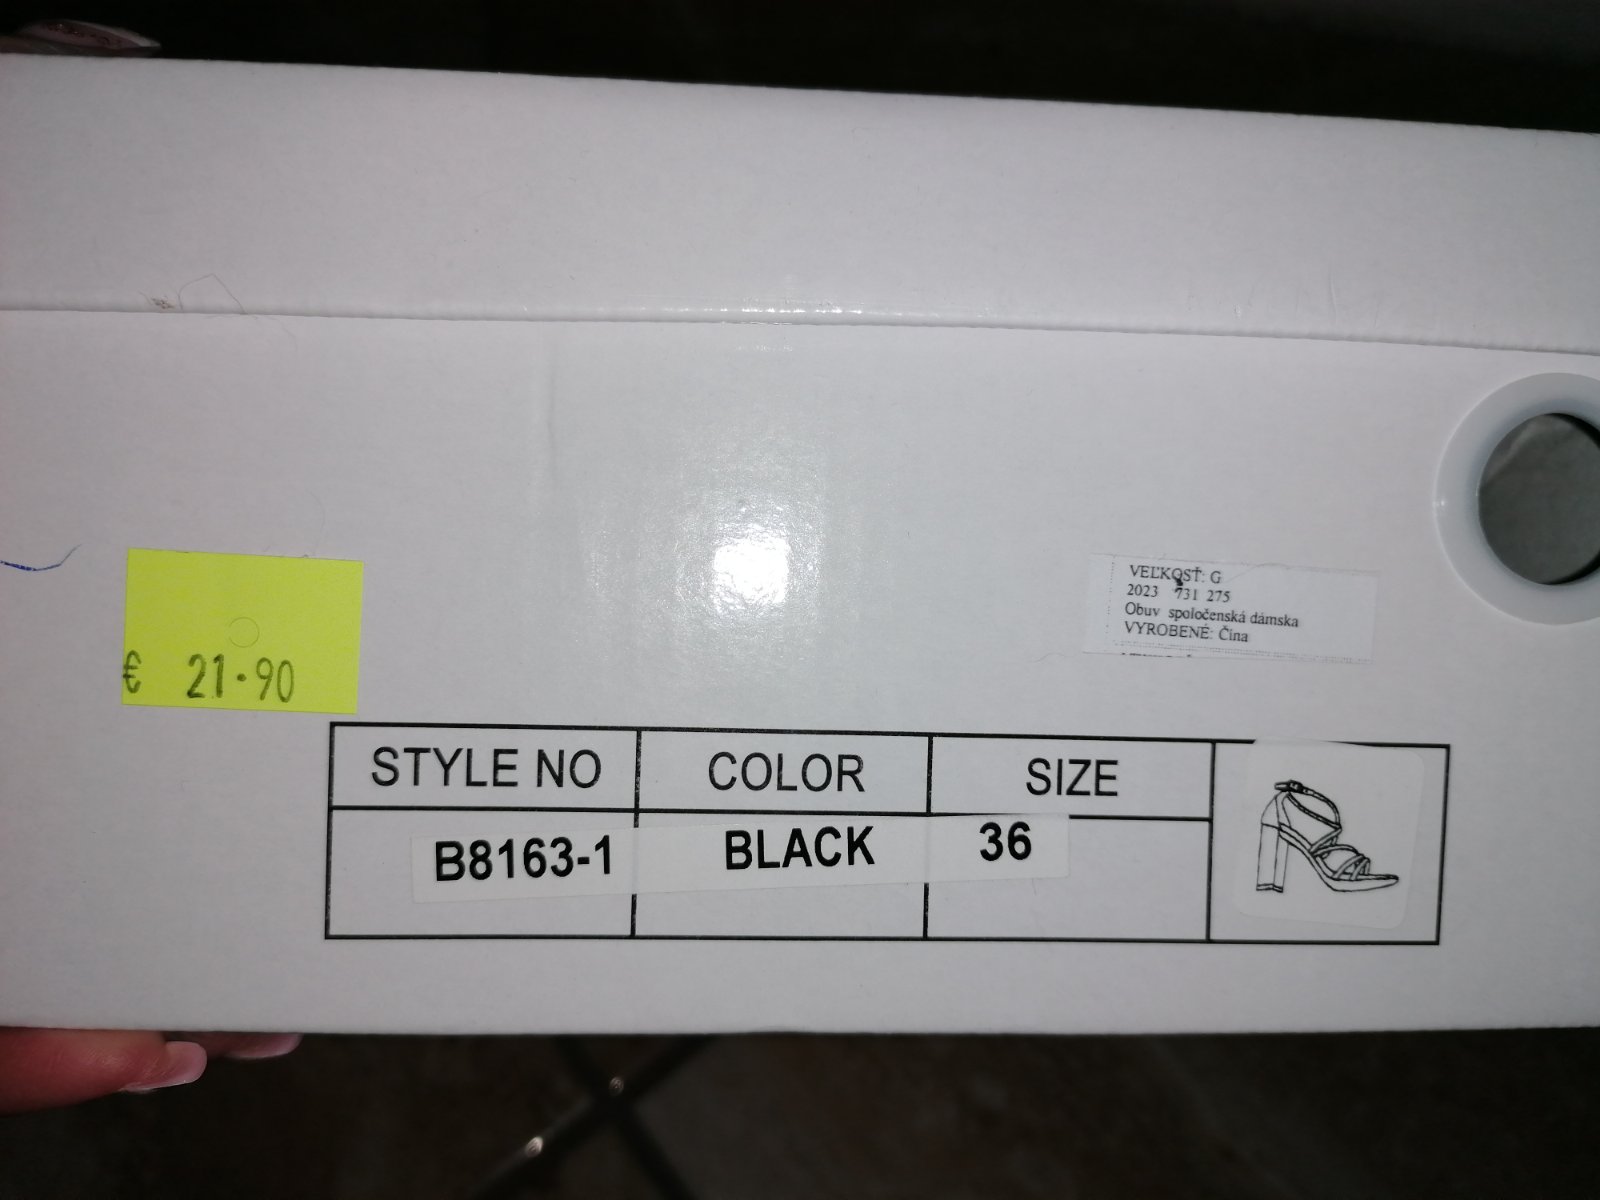 VEĽKOSŤ: G
2023 731 275
Obuv spoločenská dámska
VYROBENÉ: Čína
€ 21.90
STYLE NO COLOR SIZE
B8163-1 BLACK 36